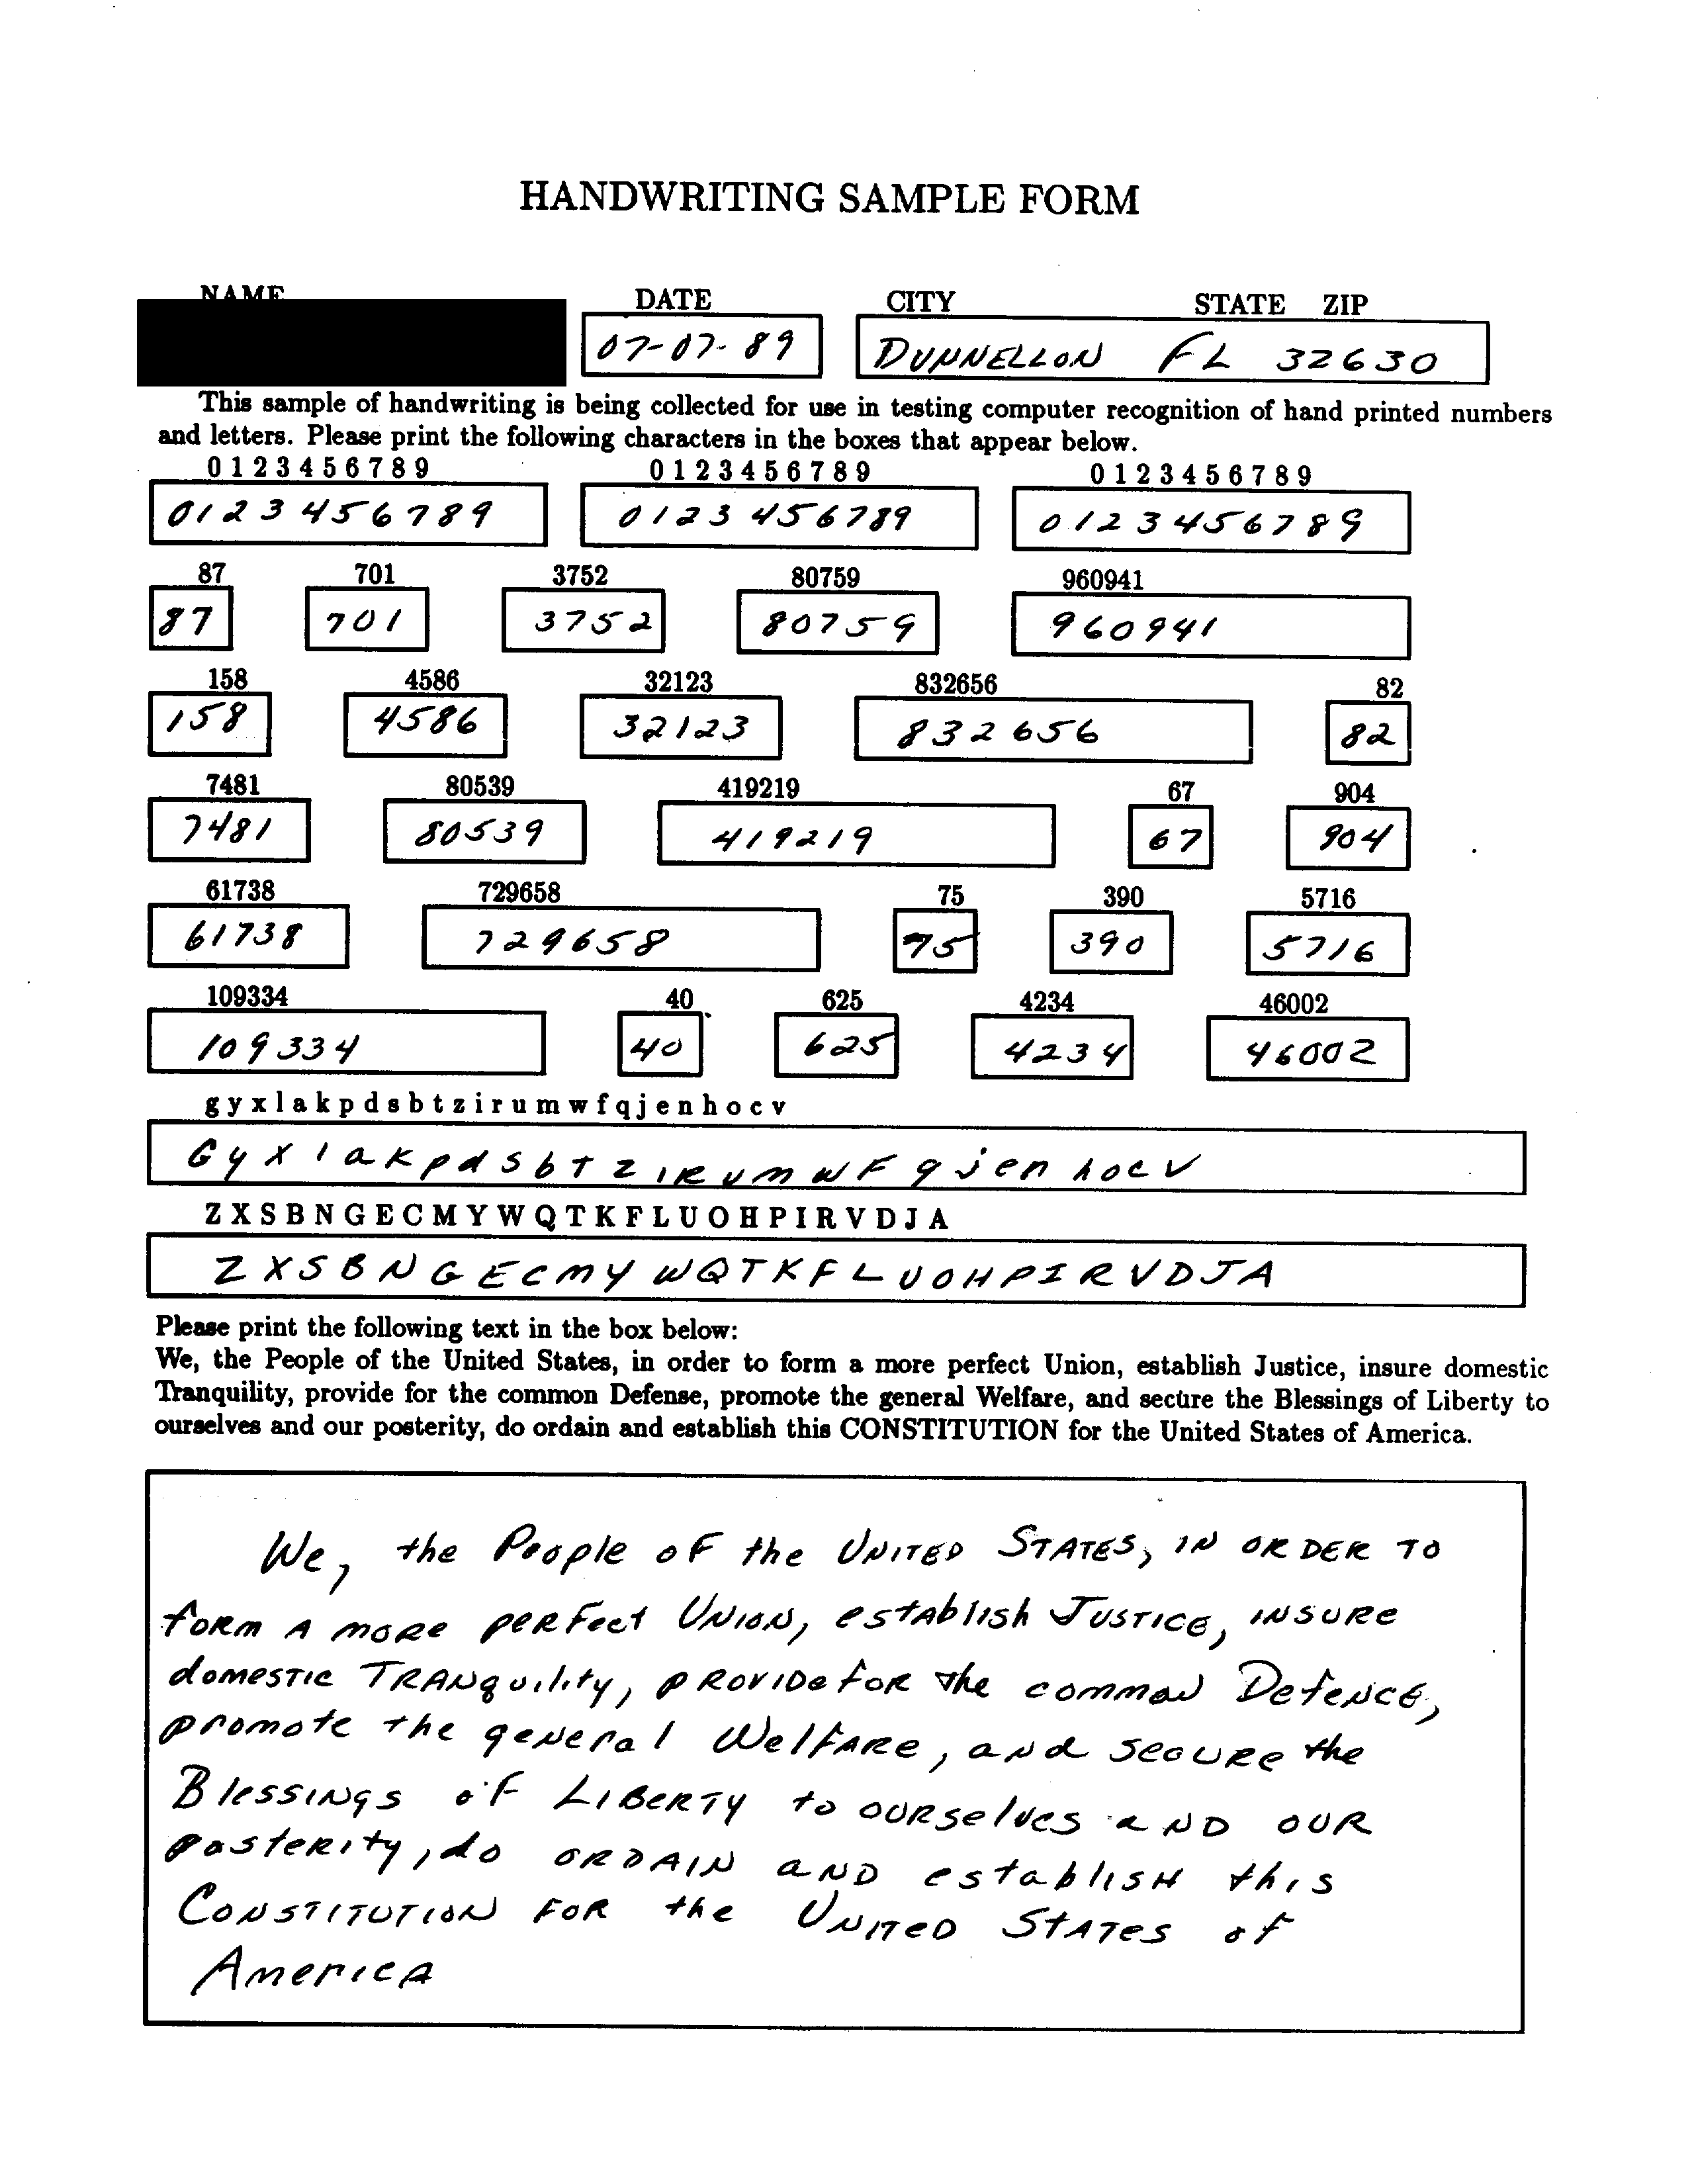 HANDWRITING SAMPLE FORM
NAME DATE CITY STATE ZIP
07-07-89 DUNNELLON FL 32630
This sample of handwriting is being collected for use in testing computer recognition of hand printed numbers
and letters. Please print the following characters in the boxes that appear below.
0 1 2 3 4 5 6 7 8 9 0 1 2 3 4 5 6 7 8 9 0 1 2 3 4 5 6 7 8 9
0123456789 0123456789 0123456789
87 701 3752 80759 960941
87 701 3752 80759 960941
158 4586 32123 832656 82
158 4586 32123 832656 82
7481 80539 419219 67 904
7481 80539 419219 67 904
61738 729658 75 390 5716
61738 729658 75 390 5716
109334 40 625 4234 46002
109334 40 625 4234 46002
g y x l a k p d s b t z i r u m w f q j e n h o c v
G y X l a K p d S b T Z I R U m W F q j e n h o c V
Z X S B N G E C M Y W Q T K F L U O H P I R V D J A
Z X S B N G E C M Y W Q T K F L U O H P I R V D J A
Please print the following text in the box below:
We, the People of the United States, in order to form a more perfect Union, establish Justice, insure domestic
Tranquility, provide for the common Defense, promote the general Welfare, and secure the Blessings of Liberty to
ourselves and our posterity, do ordain and establish this CONSTITUTION for the United States of America.
We, the People oF the UNITED STATES, IN ORDER TO
form A moRe peRFect UNION, estAblish JUSTICE, INSURE
domestic TRANquility, pROVIDe foR the common Defence,
promote the general WelfARe, and secURe the
BlessINgs oF LIBeRTY to OURselves aND OUR
posteRity, do ORDAIN aND establISH this
CONSTITUTION FOR the UNITeD STATes of
AmericA